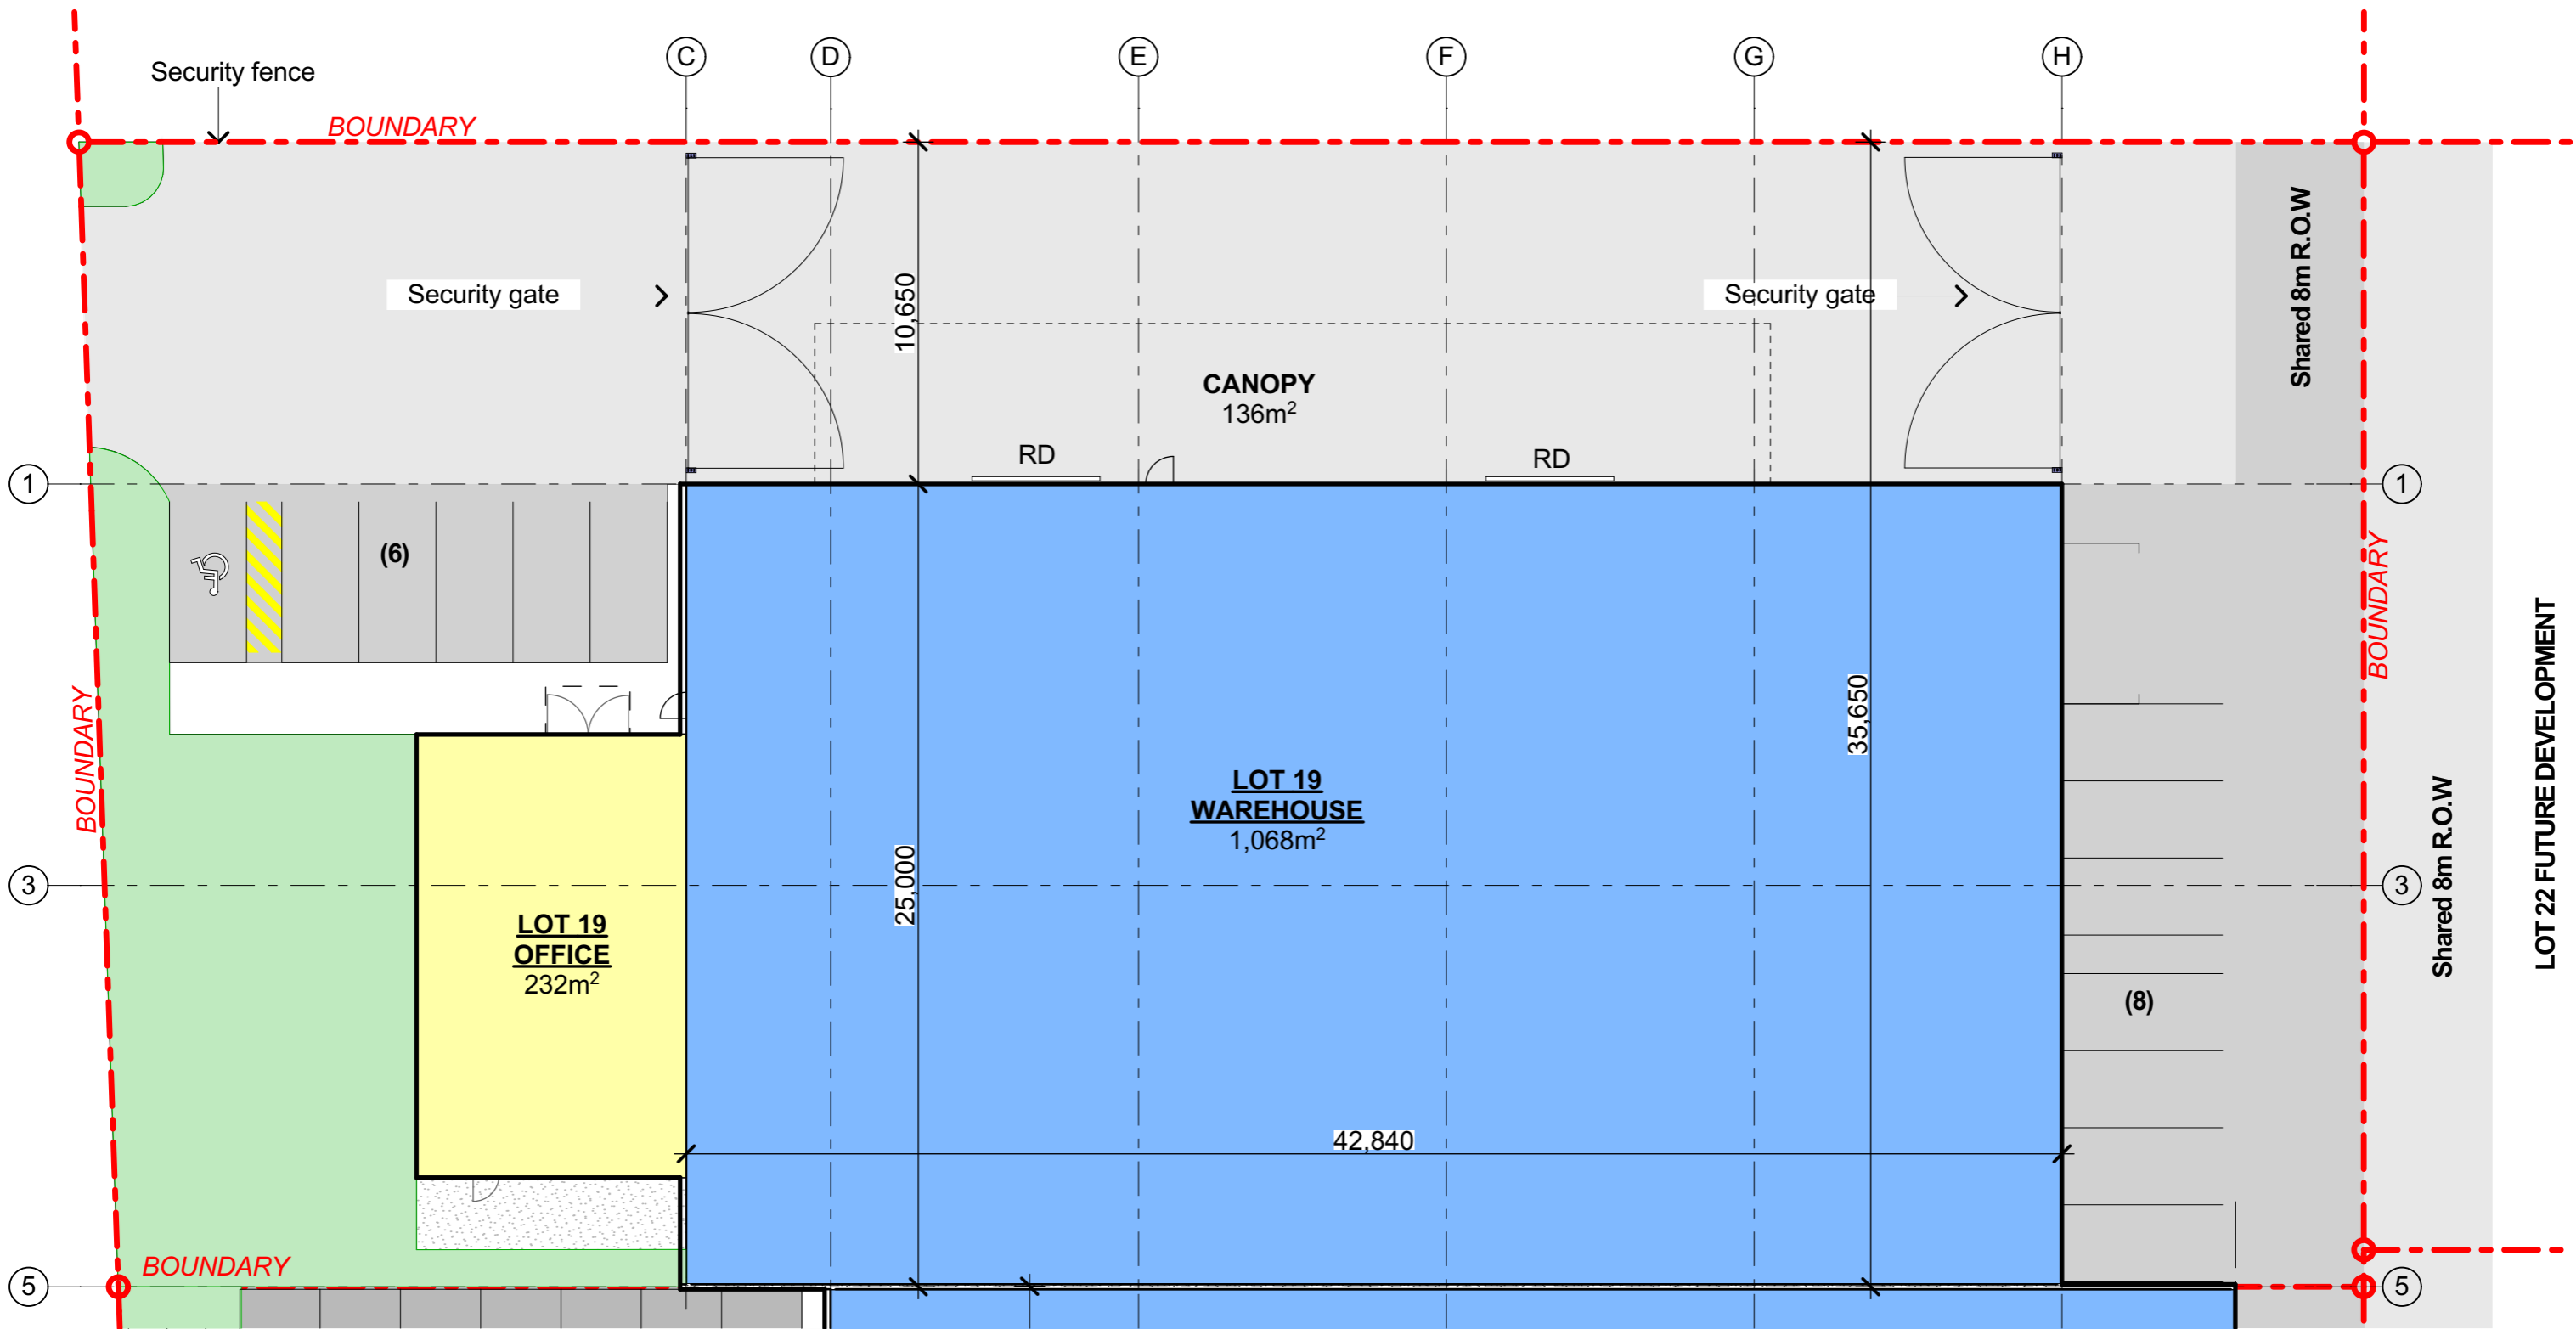 C
D
E
F
G
H
Security fence
BOUNDARY
Shared 8m R.O.W
Security gate
10,650
Security gate
CANOPY
136m²
RD
RD
1
1
(6)
BOUNDARY
BOUNDARY
LOT 22 FUTURE DEVELOPMENT
35,650
LOT 19
WAREHOUSE
1,068m²
Shared 8m R.O.W
3
25,000
3
LOT 19
OFFICE
232m²
(8)
42,840
BOUNDARY
5
5